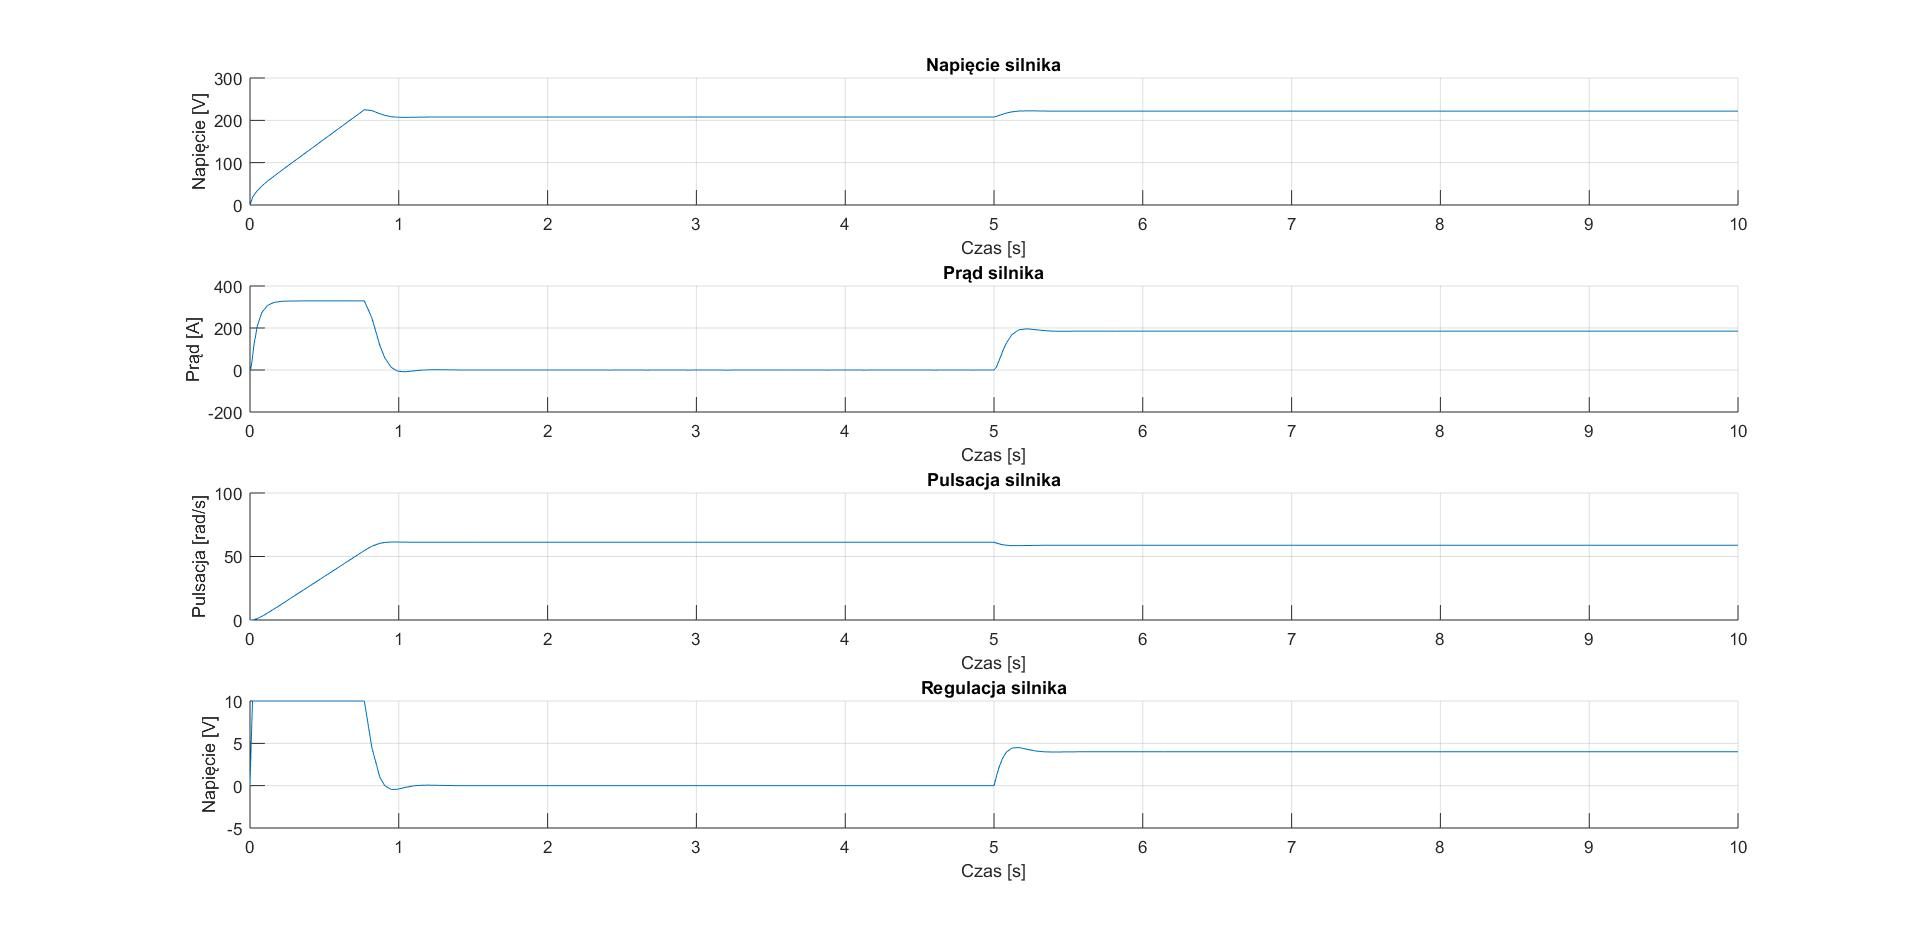 Napięcie silnika
300
200
100
0
Napięcie [V]
0 1 2 3 4 5 6 7 8 9 10
Czas [s]
Prąd silnika
400
200
0
-200
Prąd [A]
0 1 2 3 4 5 6 7 8 9 10
Czas [s]
Pulsacja silnika
100
50
0
Pulsacja [rad/s]
0 1 2 3 4 5 6 7 8 9 10
Czas [s]
Regulacja silnika
10
5
0
-5
Napięcie [V]
0 1 2 3 4 5 6 7 8 9 10
Czas [s]